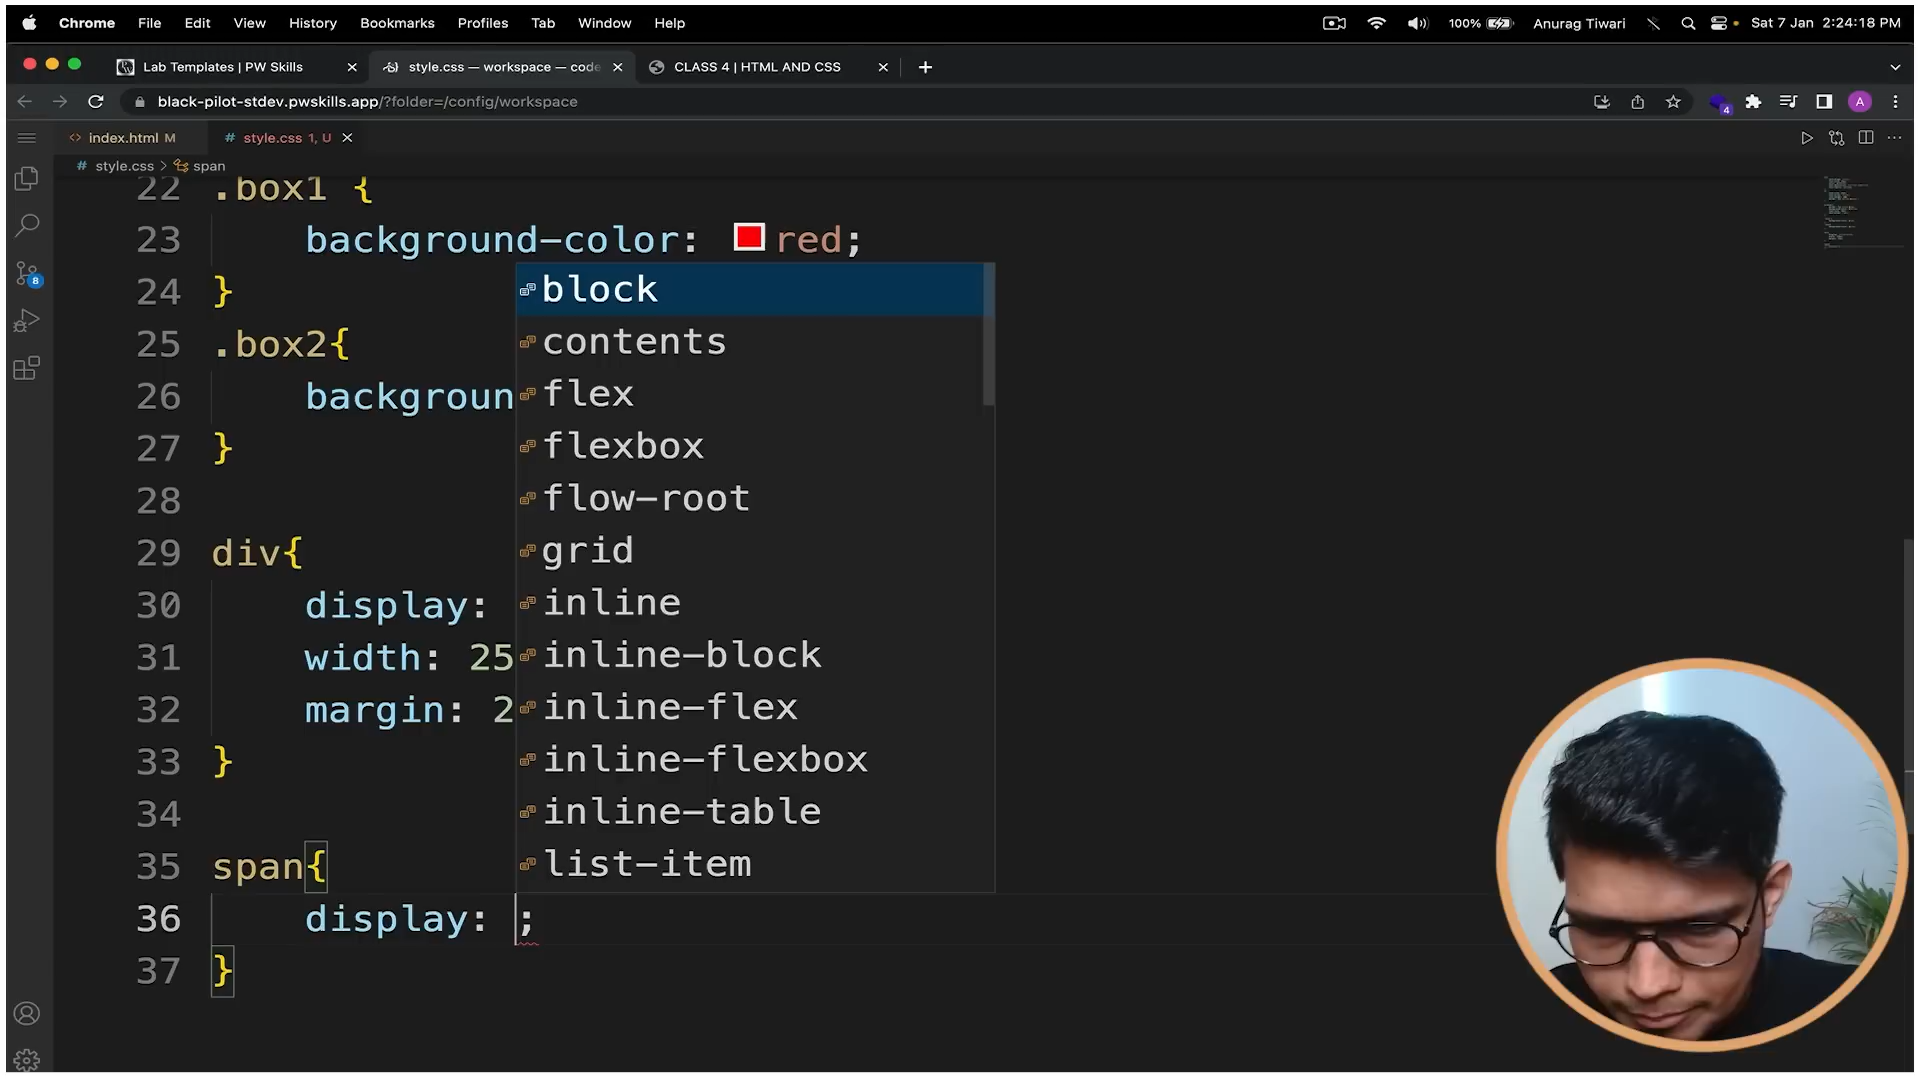 Chrome File Edit View History Bookmarks Profiles Tab Window Help 100% Anurag Tiwari Sat 7 Jan 2:24:18 PM
Lab Templates | PW Skills style.css — workspace — code CLASS 4 | HTML AND CSS
black-pilot-stdev.pwskills.app/?folder=/config/workspace 4 A
<> index.html M # style.css 1, U
# style.css > span
22 .box1 {
23 background-color: red;
24 }
25 .box2{
26 backgroun
27 }
28
29 div{
30 display:
31 width: 25
32 margin: 2
33 }
34
35 span{
36 display: ;
37 }
block
contents
flex
flexbox
flow-root
grid
inline
inline-block
inline-flex
inline-flexbox
inline-table
list-item
8